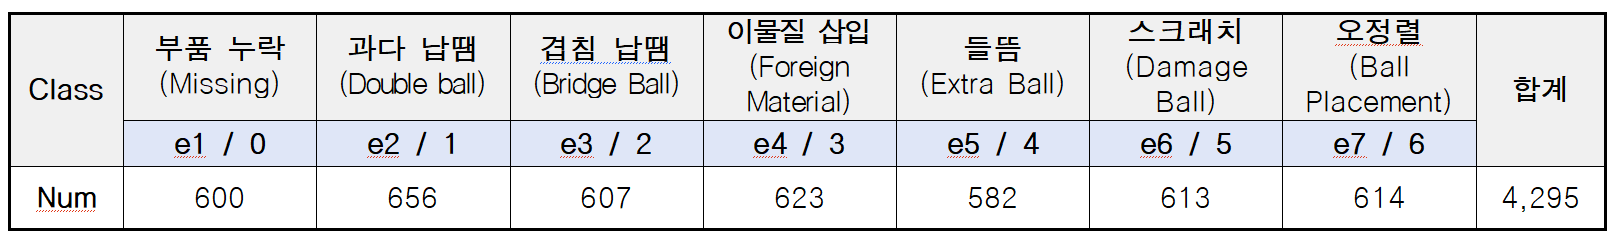 Class
부품 누락
(Missing)
과다 납땜
(Double ball)
겹침 납땜
(Bridge Ball)
이물질 삽입
(Foreign
Material)
들뜸
(Extra Ball)
스크래치
(Damage
Ball)
오정렬
(Ball
Placement)
합계
e1 / 0
e2 / 1
e3 / 2
e4 / 3
e5 / 4
e6 / 5
e7 / 6
Num
600
656
607
623
582
613
614
4,295